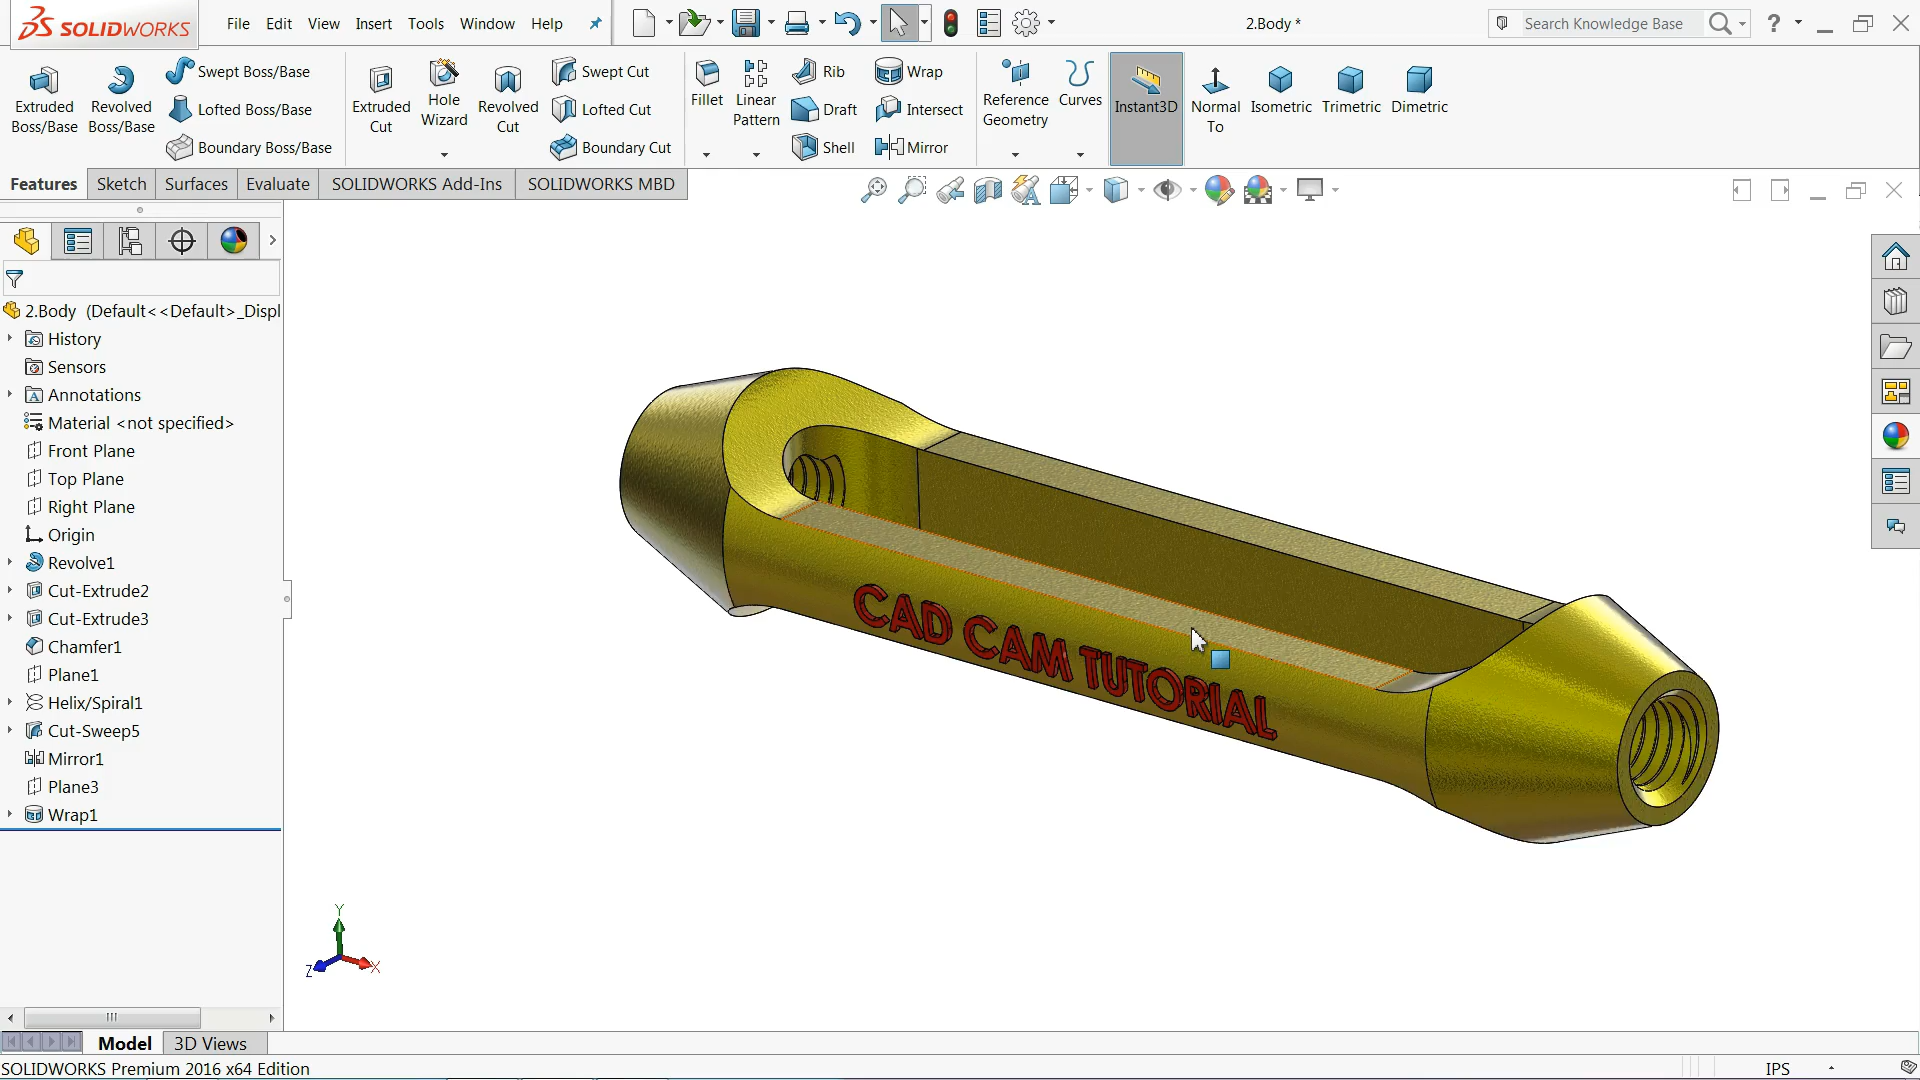 SOLIDWORKS
File Edit View Insert Tools Window Help
2.Body *
Search Knowledge Base
?
Extruded Boss/Base
Revolved Boss/Base
Swept Boss/Base
Lofted Boss/Base
Boundary Boss/Base
Extruded Cut
Hole Wizard
Revolved Cut
Swept Cut
Lofted Cut
Boundary Cut
Fillet
Linear Pattern
Rib
Draft
Shell
Wrap
Intersect
Mirror
Reference Geometry
Curves
Instant3D
Normal To
Isometric
Trimetric
Dimetric
Features Sketch Surfaces Evaluate SOLIDWORKS Add-Ins SOLIDWORKS MBD
2.Body (Default<<Default>_Displ
History
Sensors
Annotations
Material <not specified>
Front Plane
Top Plane
Right Plane
Origin
Revolve1
Cut-Extrude2
Cut-Extrude3
Chamfer1
Plane1
Helix/Spiral1
Cut-Sweep5
Mirror1
Plane3
Wrap1
CAD CAM TUTORIAL
Y
Z
X
Model 3D Views
SOLIDWORKS Premium 2016 x64 Edition
IPS